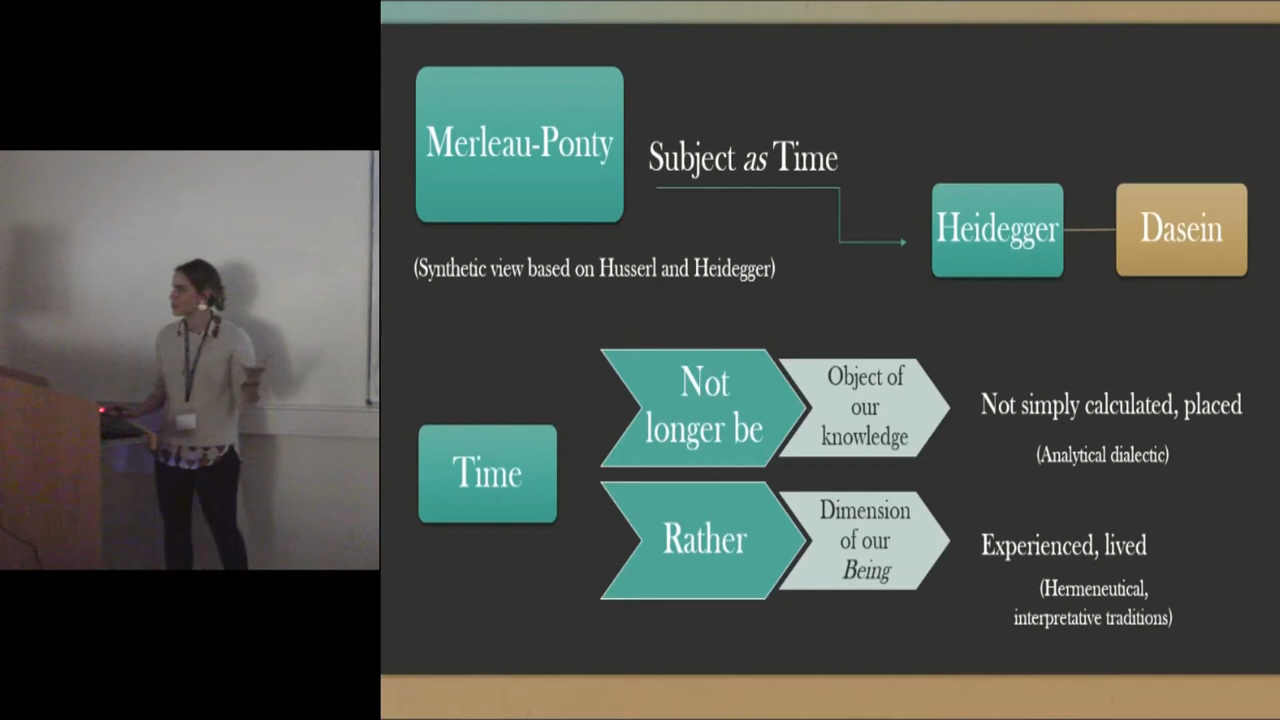 Merleau-Ponty
Subject as Time
Heidegger
Dasein
(Synthetic view based on Husserl and Heidegger)
Time
Not
longer be
Object of
our
knowledge
Not simply calculated, placed
(Analytical dialectic)
Rather
Dimension
of our
Being
Experienced, lived
(Hermeneutical,
interpretative traditions)